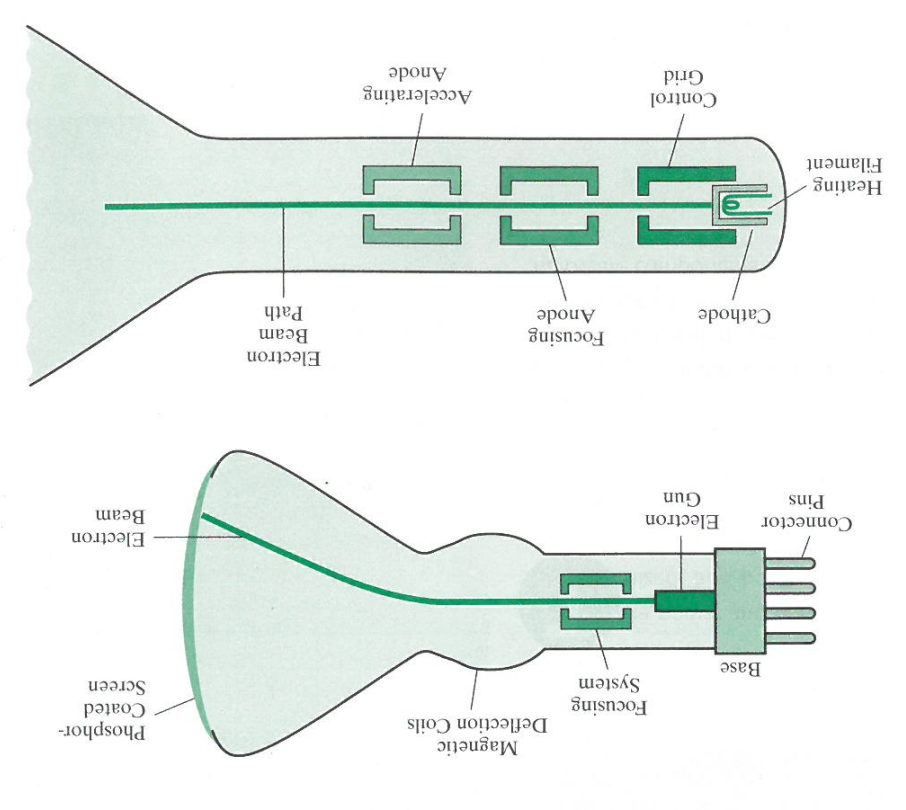 Base
Focusing
System
Magnetic
Deflection Coils
Phosphor-
Coated
Screen
Connector
Pins
Electron
Gun
Electron
Beam
Cathode
Focusing
Anode
Electron
Beam
Path
Heating
Filament
Control
Grid
Accelerating
Anode